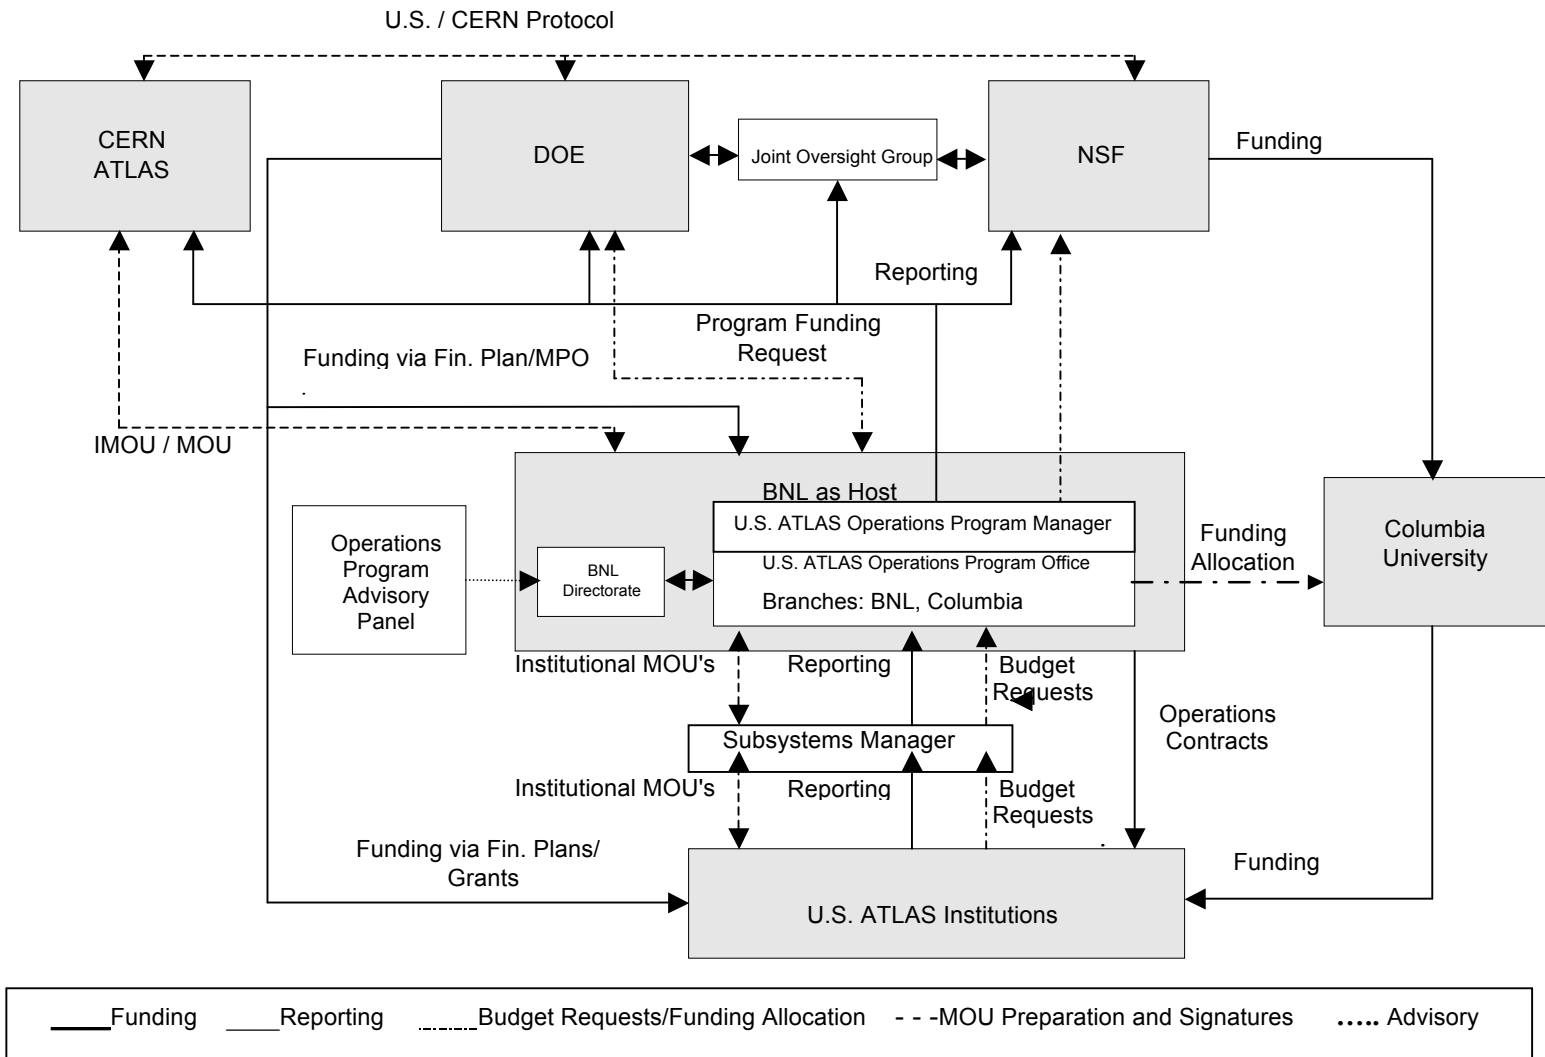 U.S. / CERN Protocol
CERN
ATLAS
DOE
Joint Oversight Group
NSF
Funding
Reporting
Program Funding
Request
Funding via Fin. Plan/MPO
IMOU / MOU
BNL as Host
U.S. ATLAS Operations Program Manager
U.S. ATLAS Operations Program Office
Branches: BNL, Columbia
Operations
Program
Advisory
Panel
BNL
Directorate
Funding
Allocation
Columbia
University
Institutional MOU's
Reporting
Budget
Requests
Subsystems Manager
Operations
Contracts
Institutional MOU's
Reporting
Budget
Requests
Funding via Fin. Plans/
Grants
Funding
U.S. ATLAS Institutions
Funding Reporting Budget Requests/Funding Allocation - - -MOU Preparation and Signatures ..... Advisory